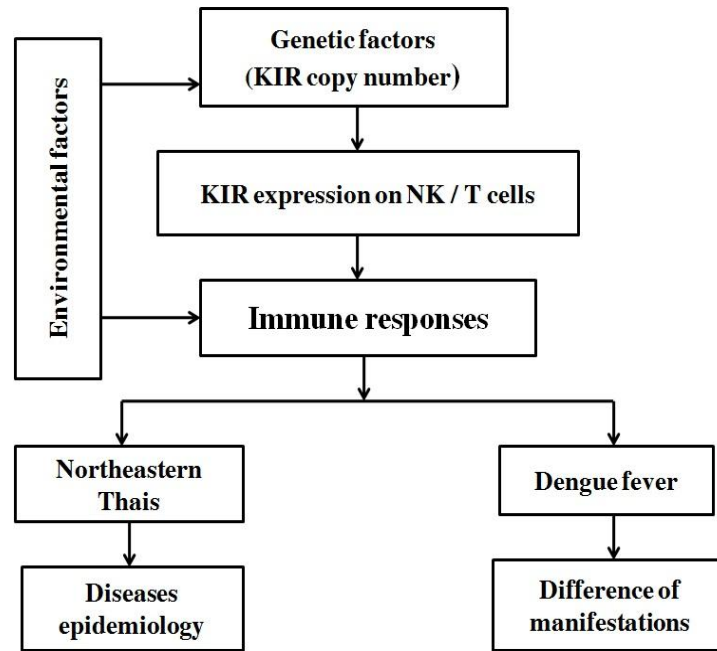 Environmental factors
Genetic factors
(KIR copy number)
KIR expression on NK / T cells
Immune responses
Northeastern
Thais
Dengue fever
Diseases
epidemiology
Difference of
manifestations